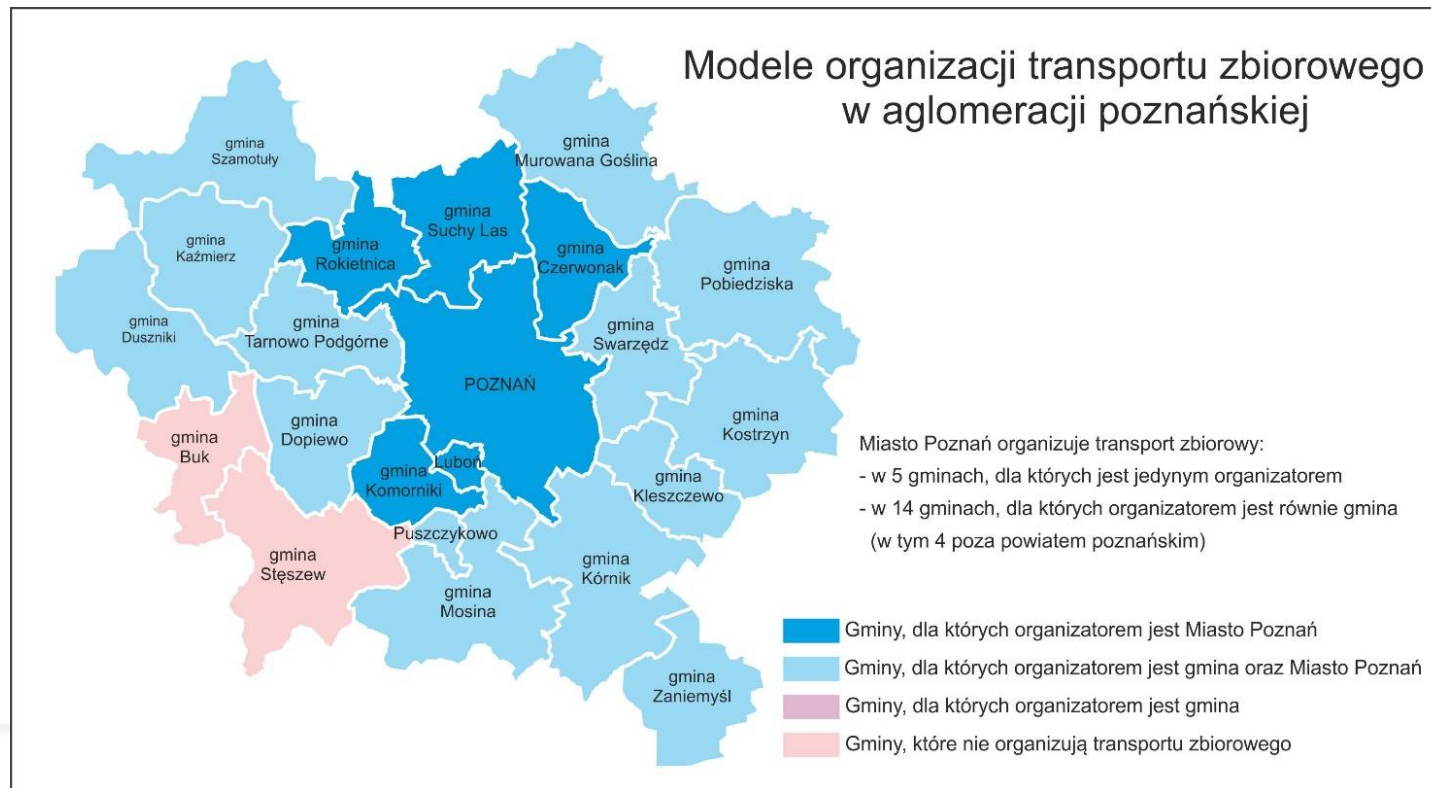 Modele organizacji transportu zbiorowego
w aglomeracji poznańskiej
gmina
Szamotuły
gmina
Murowana Goślina
gmina
Suchy Las
gmina
Kaźmierz
gmina
Rokietnica
gmina
Czerwonak
gmina
Pobiedziska
gmina
Duszniki
gmina
Tarnowo Podgórne
gmina
Swarzędz
POZNAŃ
gmina
Dopiewo
gmina
Kostrzyn
gmina
Buk
Luboń
gmina
Komorniki
gmina
Kleszczewo
Puszczykowo
gmina
Stęszew
gmina
Kórnik
gmina
Mosina
gmina
Zaniemyśl
Miasto Poznań organizuje transport zbiorowy:
- w 5 gminach, dla których jest jedynym organizatorem
- w 14 gminach, dla których organizatorem jest równie gmina
(w tym 4 poza powiatem poznańskim)
Gminy, dla których organizatorem jest Miasto Poznań
Gminy, dla których organizatorem jest gmina oraz Miasto Poznań
Gminy, dla których organizatorem jest gmina
Gminy, które nie organizują transportu zbiorowego